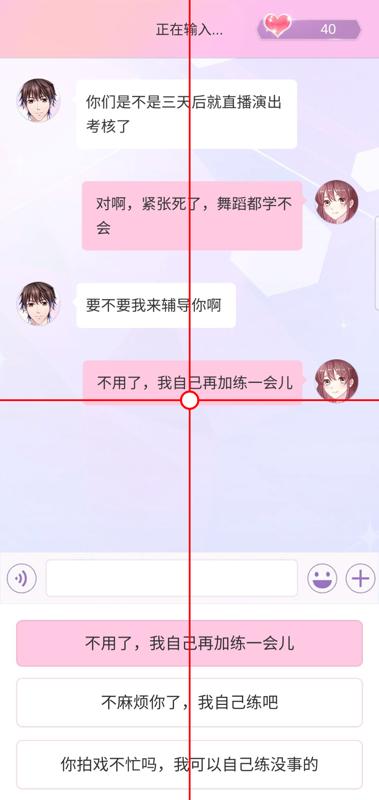 正在输入...
40
你们是不是三天后就直播演出
考核了
对啊，紧张死了，舞蹈都学不
会
要不要我来辅导你啊
不用了，我自己再加练一会儿
不用了，我自己再加练一会儿
不麻烦你了，我自己练吧
你拍戏不忙吗，我可以自己练没事的